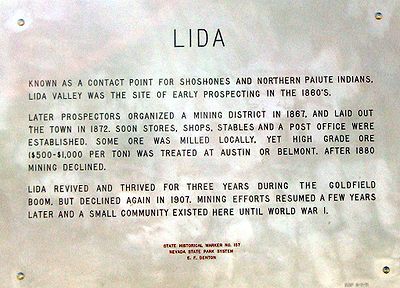 LIDA
KNOWN AS A CONTACT POINT FOR SHOSHONES AND NORTHERN PAIUTE INDIANS,
LIDA VALLEY WAS THE SITE OF EARLY PROSPECTING IN THE 1860'S.
LATER PROSPECTORS ORGANIZED A MINING DISTRICT IN 1867, AND LAID OUT
THE TOWN IN 1872. SOON STORES, SHOPS, STABLES AND A POST OFFICE WERE
ESTABLISHED. SOME ORE WAS MILLED LOCALLY, YET HIGH GRADE ORE
($500-$1,000 PER TON) WAS TREATED AT AUSTIN OR BELMONT. AFTER 1880
MINING DECLINED.
LIDA REVIVED AND THRIVED FOR THREE YEARS DURING THE GOLDFIELD
BOOM, BUT DECLINED AGAIN IN 1907. MINING EFFORTS RESUMED A FEW YEARS
LATER AND A SMALL COMMUNITY EXISTED HERE UNTIL WORLD WAR I.
STATE HISTORICAL MARKER NO. 157
NEVADA STATE PARK SYSTEM
E. F. DENTON